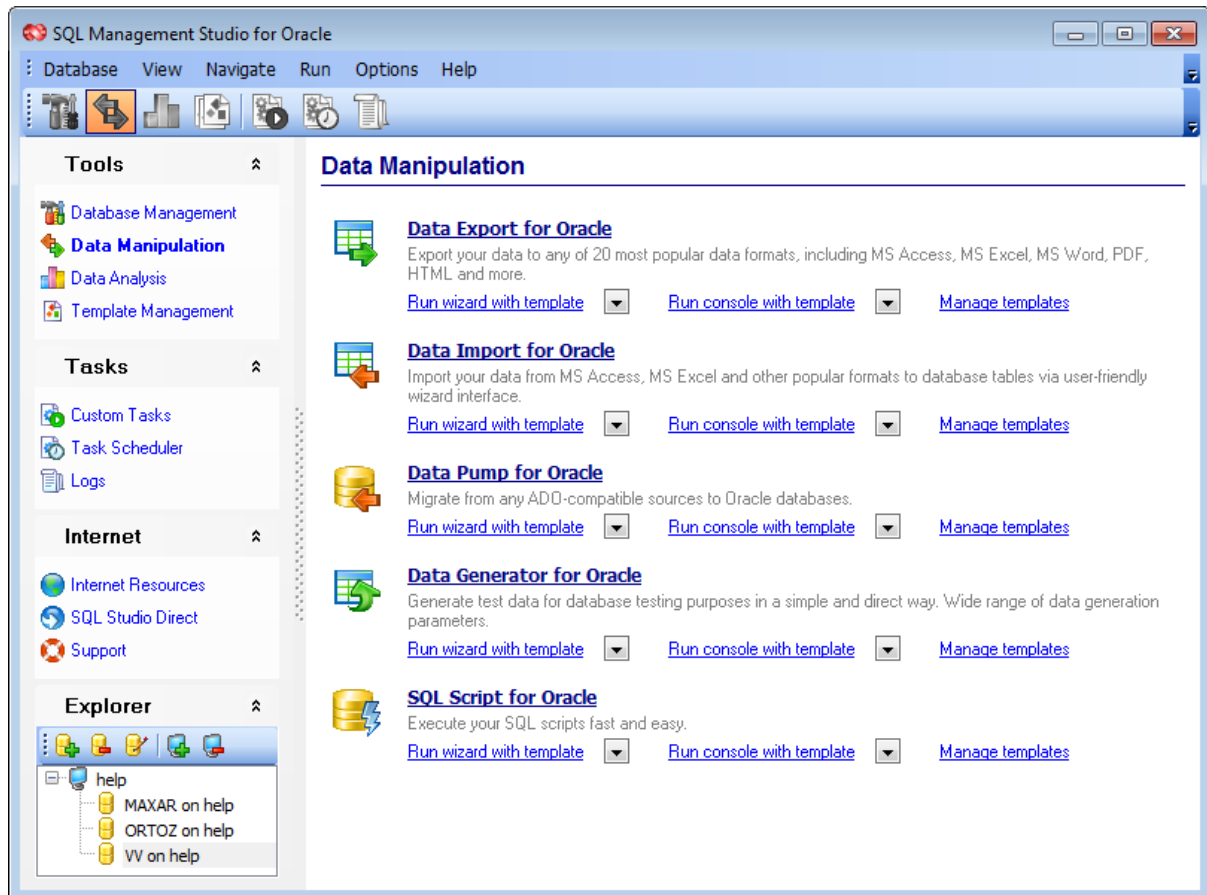 SQL Management Studio for Oracle
Database View Navigate Run Options Help
Tools
Database Management
Data Manipulation
Data Analysis
Template Management
Tasks
Custom Tasks
Task Scheduler
Logs
Internet
Internet Resources
SQL Studio Direct
Support
Explorer
help
MAXAR on help
ORTOZ on help
VV on help
Data Manipulation
Data Export for Oracle
Export your data to any of 20 most popular data formats, including MS Access, MS Excel, MS Word, PDF,
HTML and more.
Run wizard with template Run console with template Manage templates
Data Import for Oracle
Import your data from MS Access, MS Excel and other popular formats to database tables via user-friendly
wizard interface.
Run wizard with template Run console with template Manage templates
Data Pump for Oracle
Migrate from any ADO-compatible sources to Oracle databases.
Run wizard with template Run console with template Manage templates
Data Generator for Oracle
Generate test data for database testing purposes in a simple and direct way. Wide range of data generation
parameters.
Run wizard with template Run console with template Manage templates
SQL Script for Oracle
Execute your SQL scripts fast and easy.
Run wizard with template Run console with template Manage templates